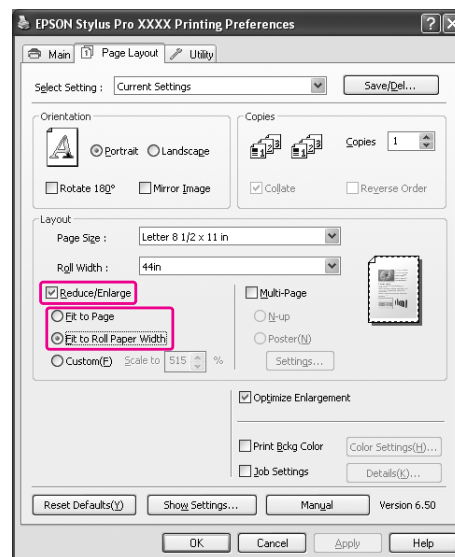 EPSON Stylus Pro XXXX Printing Preferences
Main Page Layout Utility
Select Setting : Current Settings Save/Del...
Orientation Copies
A Portrait Landscape Copies 1
Rotate 180° Mirror Image Collate Reverse Order
Layout
Page Size : Letter 8 1/2 x 11 in
Roll Width : 44in
Reduce/Enlarge Multi-Page
Fit to Page N-up
Fit to Roll Paper Width Poster(N)
Custom(F) Scale to 515 % Settings...
Optimize Enlargement
Print Bckg Color Color Settings(H)...
Job Settings Details(K)...
Reset Defaults(Y) Show Settings... Manual Version 6.50
OK Cancel Apply Help